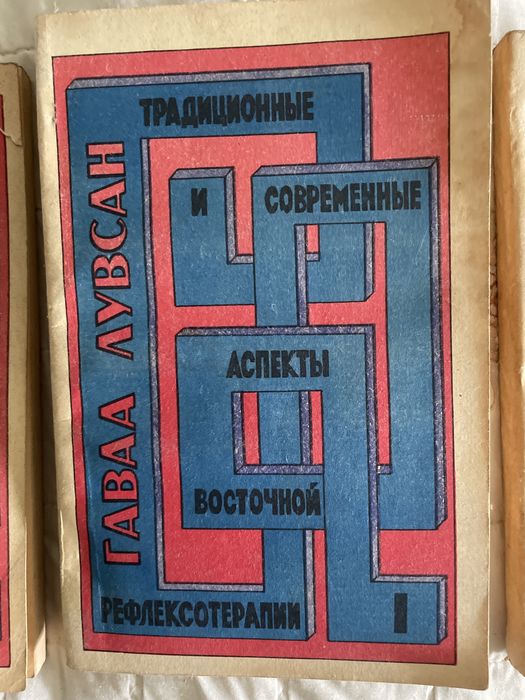 ГАВАА ЛУВСАН
ТРАДИЦИОННЫЕ
И СОВРЕМЕННЫЕ
АСПЕКТЫ
ВОСТОЧНОЙ
РЕФЛЕКСОТЕРАПИИ I